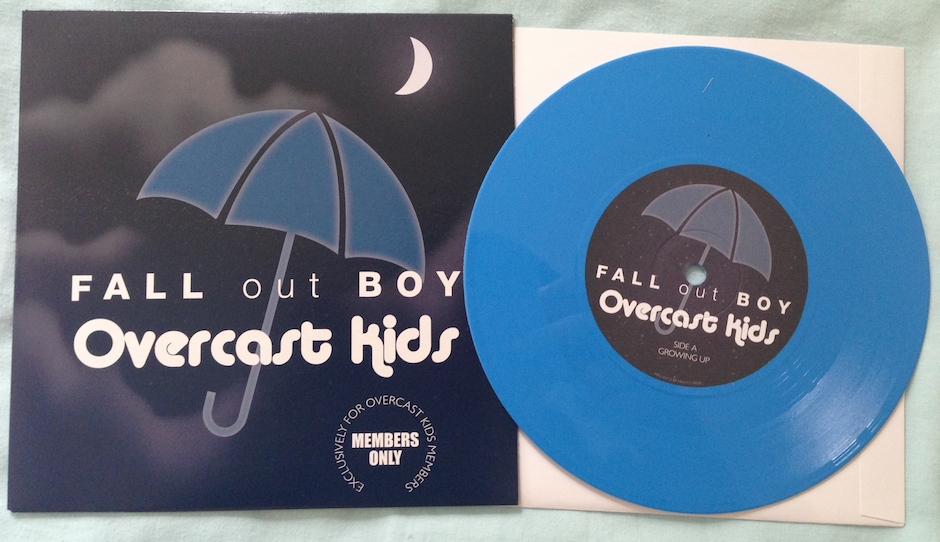 FALL out BOY
Overcast Kids
EXCLUSIVELY FOR OVERCAST KIDS MEMBERS
MEMBERS
ONLY
FALL out BOY
Overcast Kids
SIDE A
GROWING UP